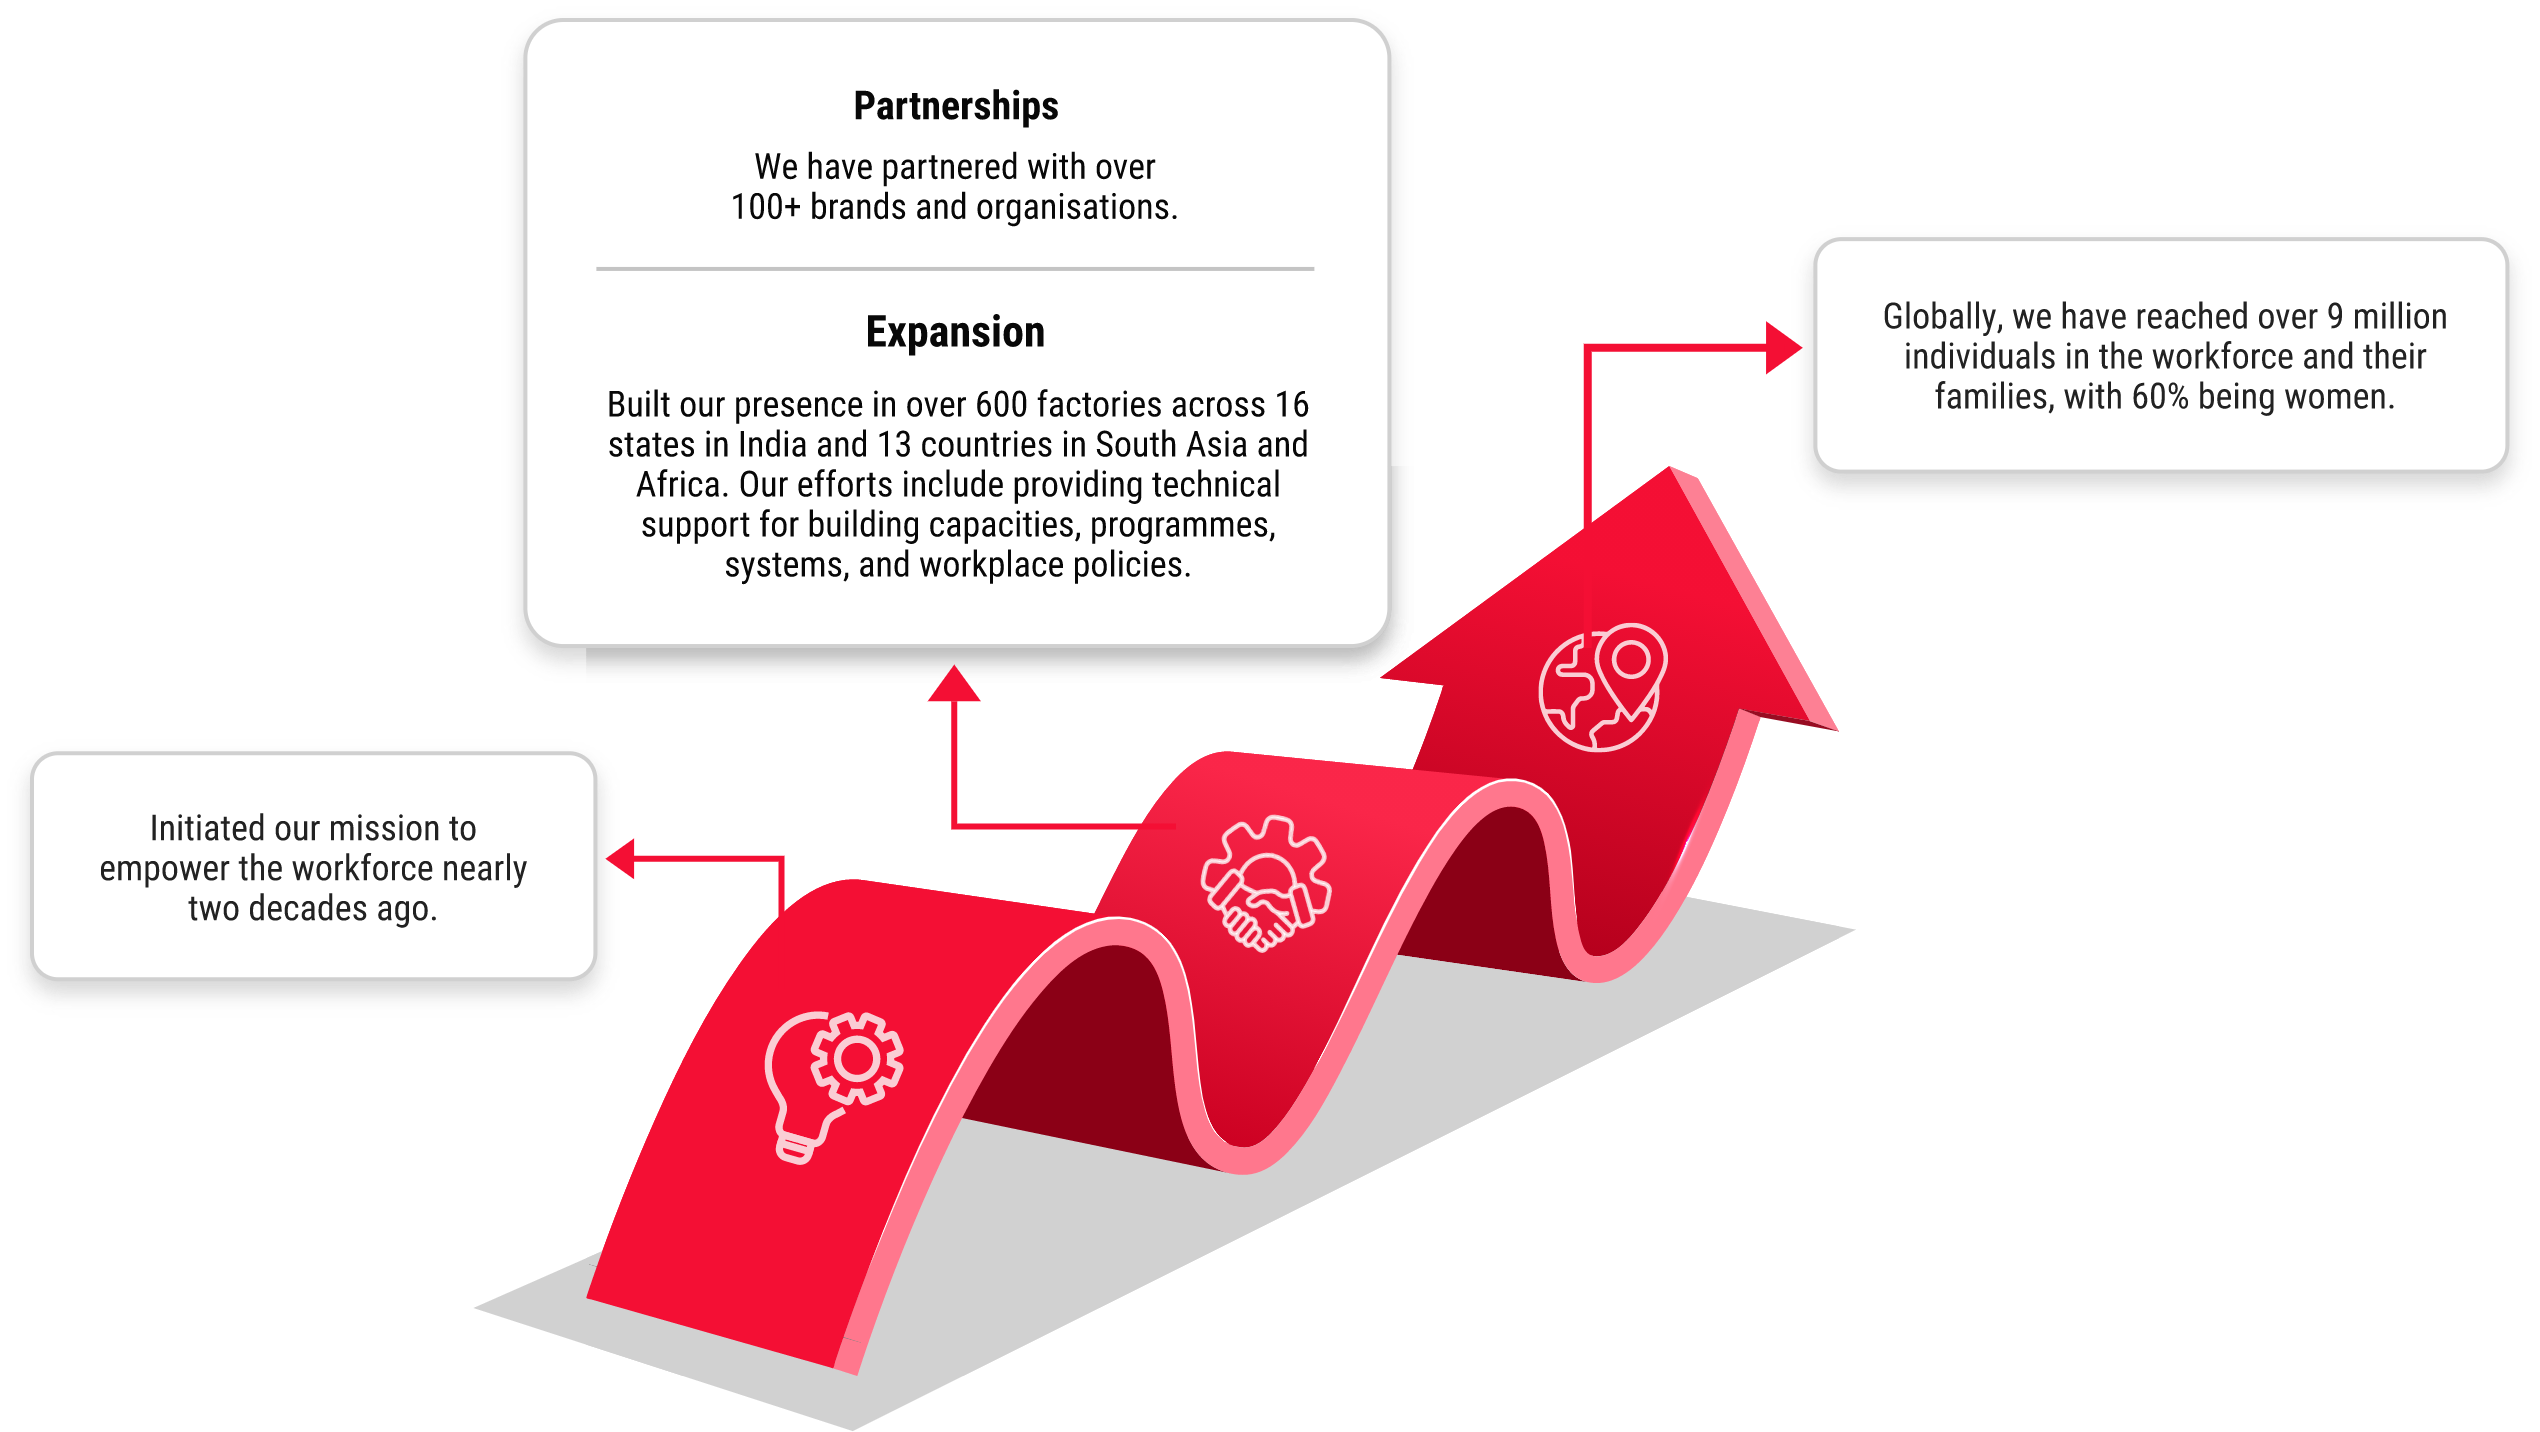 Partnerships
We have partnered with over
100+ brands and organisations.
Expansion
Built our presence in over 600 factories across 16
states in India and 13 countries in South Asia and
Africa. Our efforts include providing technical
support for building capacities, programmes,
systems, and workplace policies.
Globally, we have reached over 9 million
individuals in the workforce and their
families, with 60% being women.
Initiated our mission to
empower the workforce nearly
two decades ago.